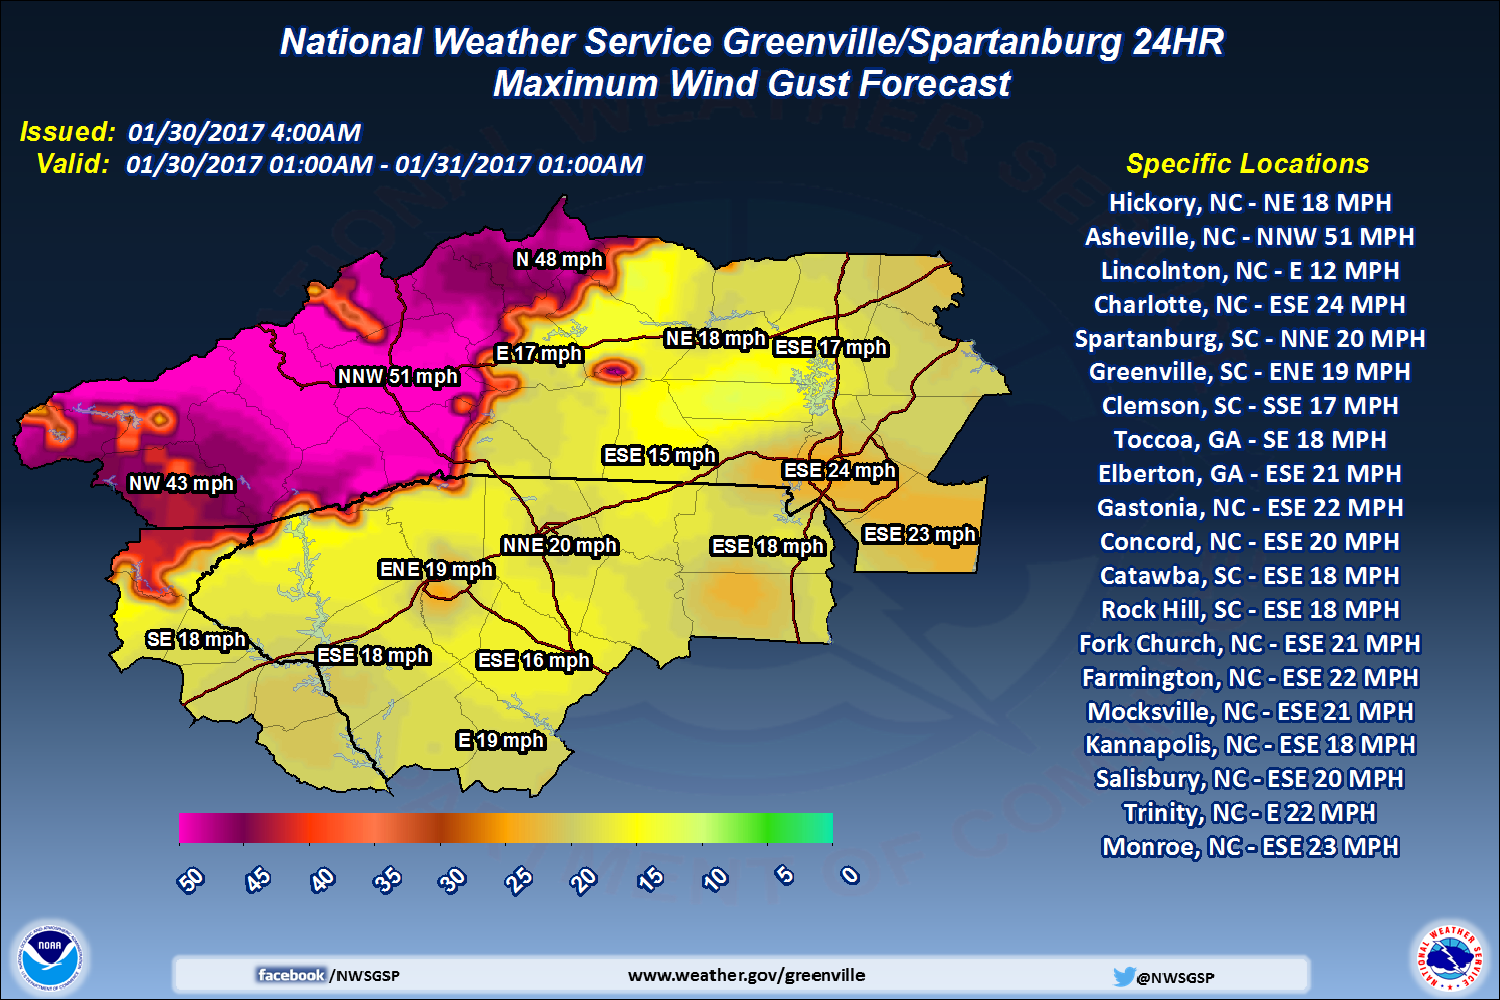 National Weather Service Greenville/Spartanburg 24HR
Maximum Wind Gust Forecast
Issued: 01/30/2017 4:00AM
Valid: 01/30/2017 01:00AM - 01/31/2017 01:00AM
Specific Locations
Hickory, NC - NE 18 MPH
Asheville, NC - NNW 51 MPH
Lincolnton, NC - E 12 MPH
Charlotte, NC - ESE 24 MPH
Spartanburg, SC - NNE 20 MPH
Greenville, SC - ENE 19 MPH
Clemson, SC - SSE 17 MPH
Toccoa, GA - SE 18 MPH
Elberton, GA - ESE 21 MPH
Gastonia, NC - ESE 22 MPH
Concord, NC - ESE 20 MPH
Catawba, SC - ESE 18 MPH
Rock Hill, SC - ESE 18 MPH
Fork Church, NC - ESE 21 MPH
Farmington, NC - ESE 22 MPH
Mocksville, NC - ESE 21 MPH
Kannapolis, NC - ESE 18 MPH
Salisbury, NC - ESE 20 MPH
Trinity, NC - E 22 MPH
Monroe, NC - ESE 23 MPH
N 48 mph
NE 18 mph
ESE 17 mph
E 17 mph
NNW 51 mph
ESE 15 mph
ESE 24 mph
NW 43 mph
ESE 23 mph
NNE 20 mph
ESE 18 mph
ENE 19 mph
SE 18 mph
ESE 18 mph
ESE 16 mph
E 19 mph
50 45 40 35 30 25 20 15 10 5 0
NOAA
facebook /NWSGSP
www.weather.gov/greenville
@NWSGSP
NATIONAL WEATHER SERVICE